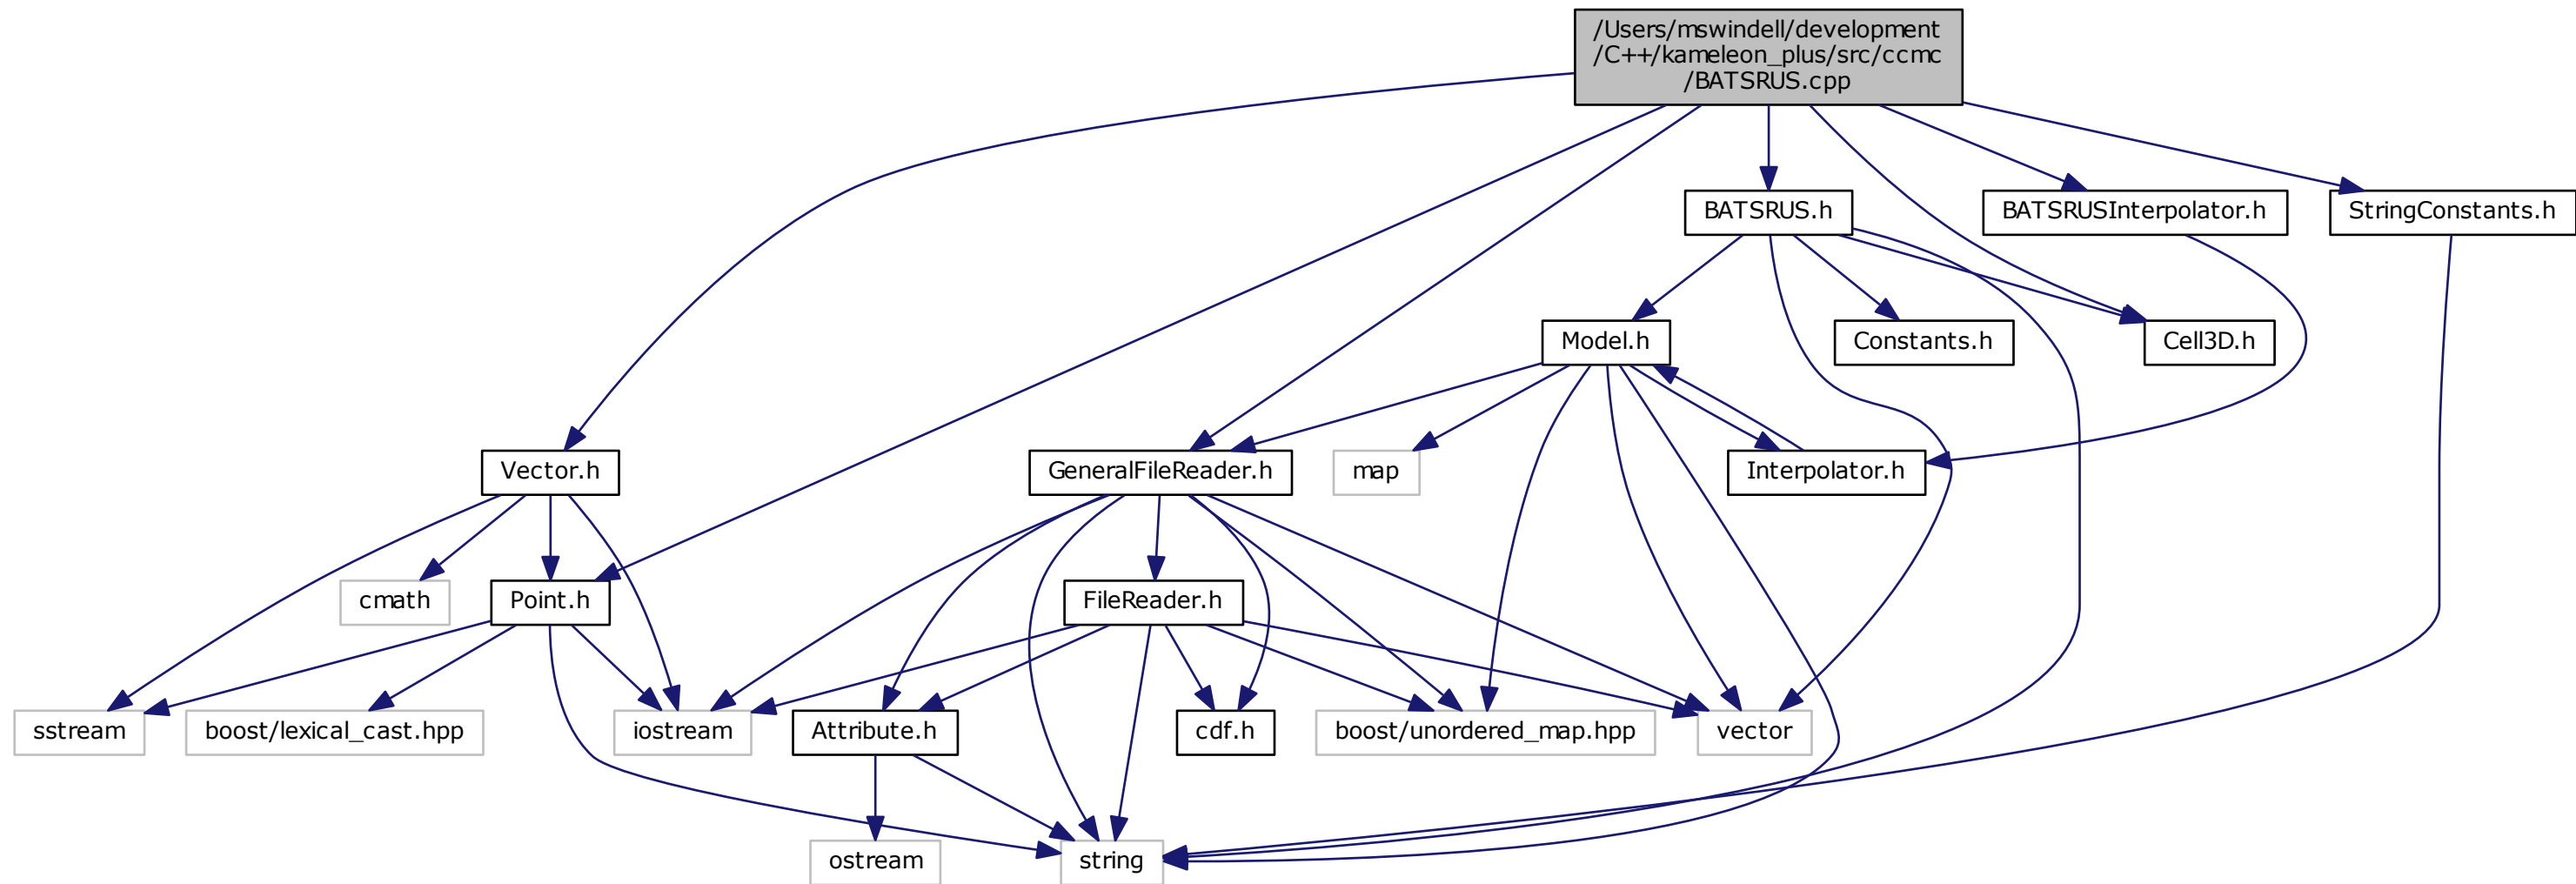 /Users/mswindell/development
/C++/kameleon_plus/src/ccmc
/BATSRUS.cpp
BATSRUS.h
BATSRUSInterpolator.h
StringConstants.h
Model.h
Constants.h
Cell3D.h
Vector.h
GeneralFileReader.h
map
Interpolator.h
cmath
Point.h
FileReader.h
sstream
boost/lexical_cast.hpp
iostream
Attribute.h
cdf.h
boost/unordered_map.hpp
vector
ostream
string